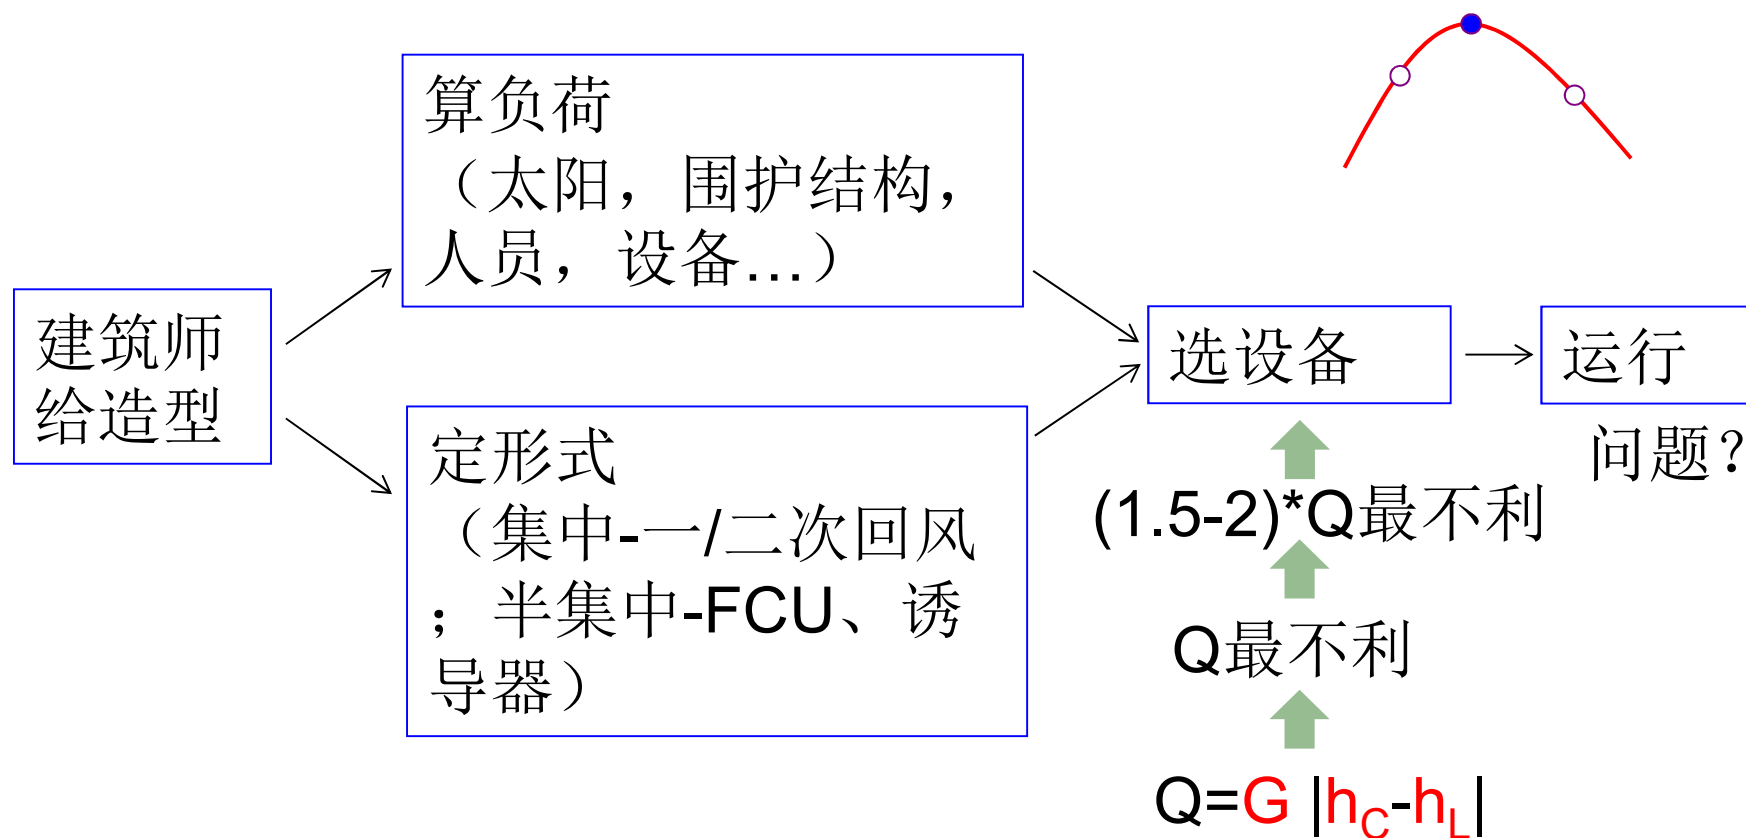 建筑师
给造型
算负荷
（太阳，围护结构，
人员，设备…）
定形式
（集中-一/二次回风
；半集中-FCU、诱
导器）
选设备
运行
问题？
(1.5-2)*Q最不利
Q最不利
Q=G |hC-hL|